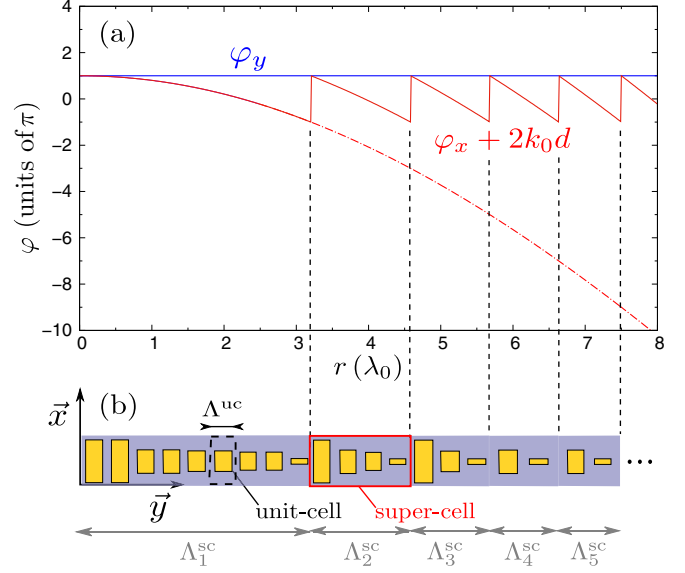 (a)
φ_y
φ_x + 2k_0d
φ (units of π)
4
2
0
-2
-4
-6
-8
-10
0 1 2 3 4 5 6 7 8
r (λ_0)
(b)
x⃗
Λ^uc
y⃗
unit-cell
super-cell
...
Λ_1^sc Λ_2^sc Λ_3^sc Λ_4^sc Λ_5^sc